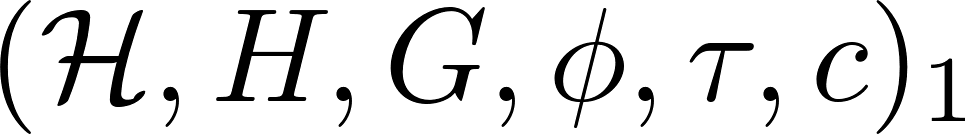 (ℋ, H, G, ϕ, τ, c)₁